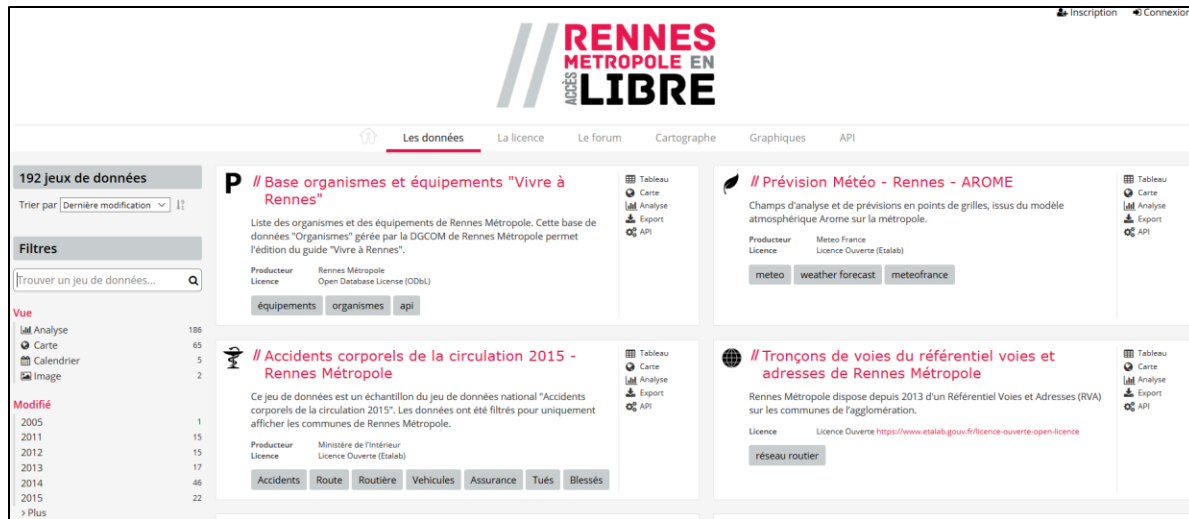 Inscription Connexion
RENNES
METROPOLE EN
ACCÈS LIBRE
Les données La licence Le forum Cartographe Graphiques API
192 jeux de données
Trier par Dernière modification
Filtres
Trouver un jeu de données...
Vue
Analyse 186
Carte 65
Calendrier 5
Image 2
Modifié
2005 1
2011 15
2012 15
2013 17
2014 46
2015 22
> Plus
P // Base organismes et équipements "Vivre à
Rennes"
Liste des organismes et des équipements de Rennes Métropole. Cette base de
données "Organismes" gérée par la DGCOM de Rennes Métropole permet
l'édition du guide "Vivre à Rennes".
Producteur Rennes Métropole
Licence Open Database License (ODbL)
équipements organismes api
Tableau
Carte
Analyse
Export
API
// Prévision Météo - Rennes - AROME
Champs d'analyse et de prévisions en points de grilles, issus du modèle
atmosphérique Arome sur la métropole.
Producteur Meteo France
Licence Licence Ouverte (Etalab)
meteo weather forecast meteofrance
Tableau
Carte
Analyse
Export
API
// Accidents corporels de la circulation 2015 -
Rennes Métropole
Ce jeu de données est un échantillon du jeu de données national "Accidents
corporels de la circulation 2015". Les données ont été filtrés pour uniquement
afficher les communes de Rennes Métropole.
Producteur Ministère de l'Intérieur
Licence Licence Ouverte (Etalab)
Accidents Route Routière Vehicules Assurance Tués Blessés
Tableau
Carte
Analyse
Export
API
// Tronçons de voies du référentiel voies et
adresses de Rennes Métropole
Rennes Métropole dispose depuis 2013 d'un Référentiel Voies et Adresses (RVA)
sur les communes de l'agglomération.
Licence Licence Ouverte https://www.etalab.gouv.fr/licence-ouverte-open-licence
réseau routier
Tableau
Carte
Analyse
Export
API